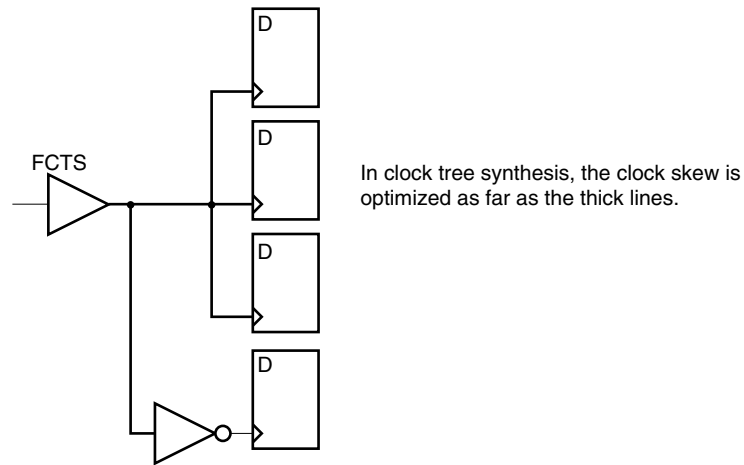 D
D
FCTS
In clock tree synthesis, the clock skew is
optimized as far as the thick lines.
D
D